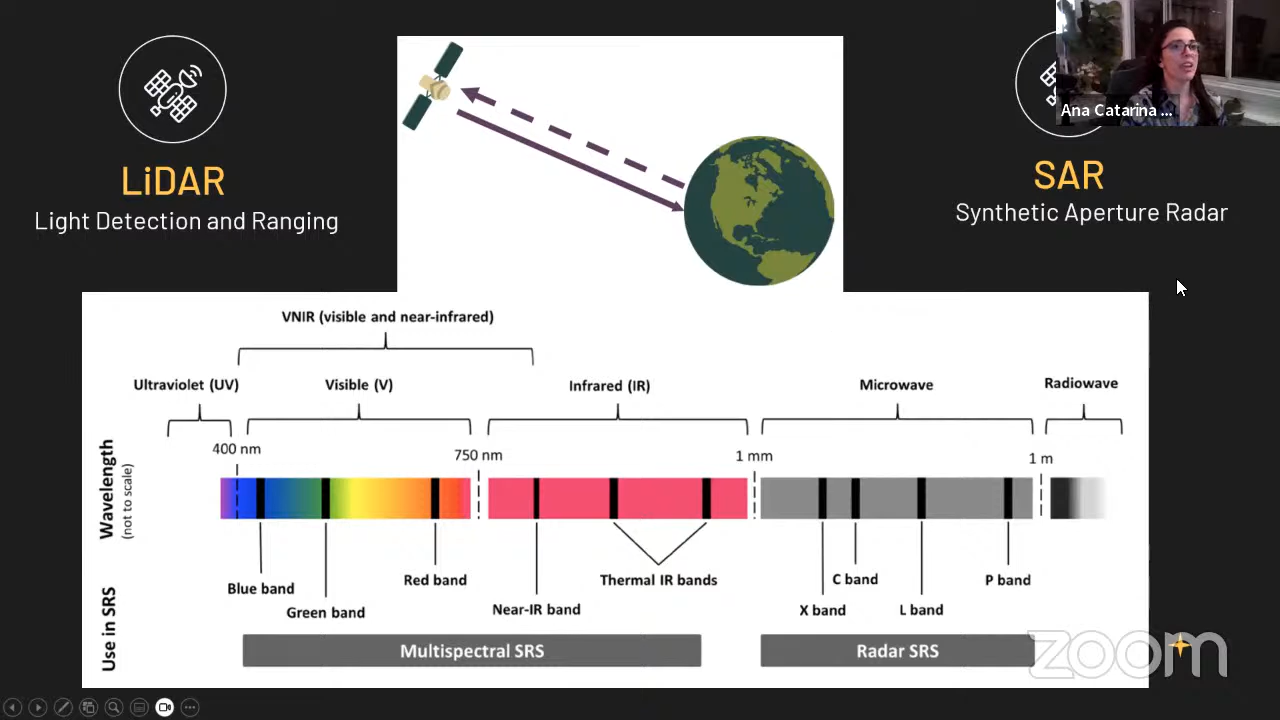 LiDAR
Light Detection and Ranging
SAR
Synthetic Aperture Radar
Ana Catarina ...
VNIR (visible and near-infrared)
Ultraviolet (UV)
Visible (V)
Infrared (IR)
Microwave
Radiowave
400 nm
750 nm
1 mm
1 m
Wavelength
(not to scale)
Blue band
Green band
Red band
Near-IR band
Thermal IR bands
X band
C band
L band
P band
Use in SRS
Multispectral SRS
Radar SRS
zoom